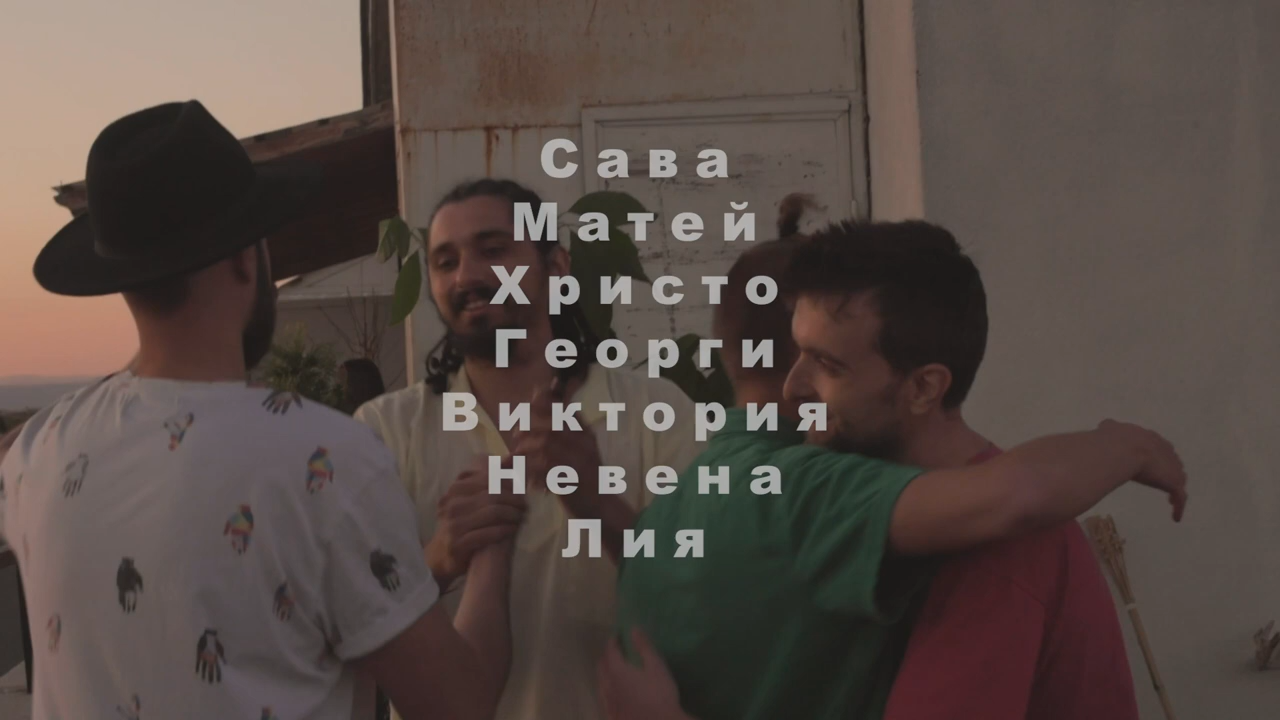 Сава
Матей
Христо
Георги
Виктория
Невена
Лия